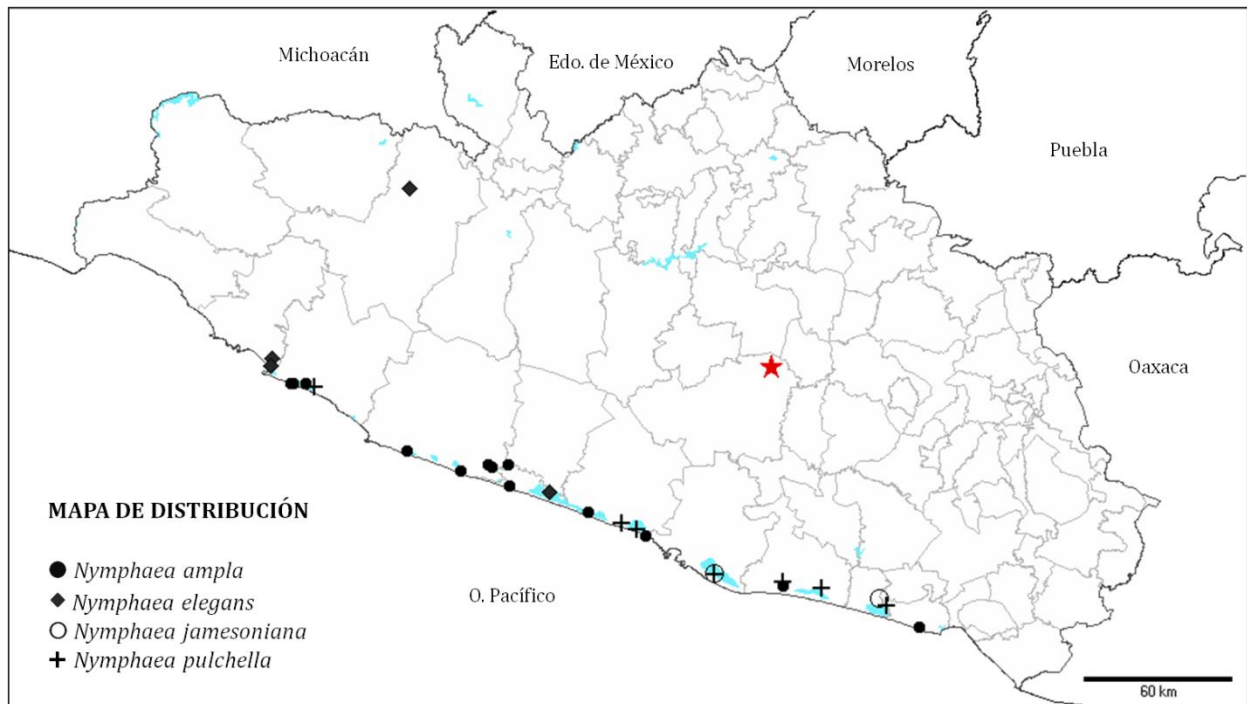 Michoacán
Edo. de México
Morelos
Puebla
Oaxaca
MAPA DE DISTRIBUCIÓN
Nymphaea ampla
Nymphaea elegans
Nymphaea jamesoniana
Nymphaea pulchella
O. Pacífico
60 km